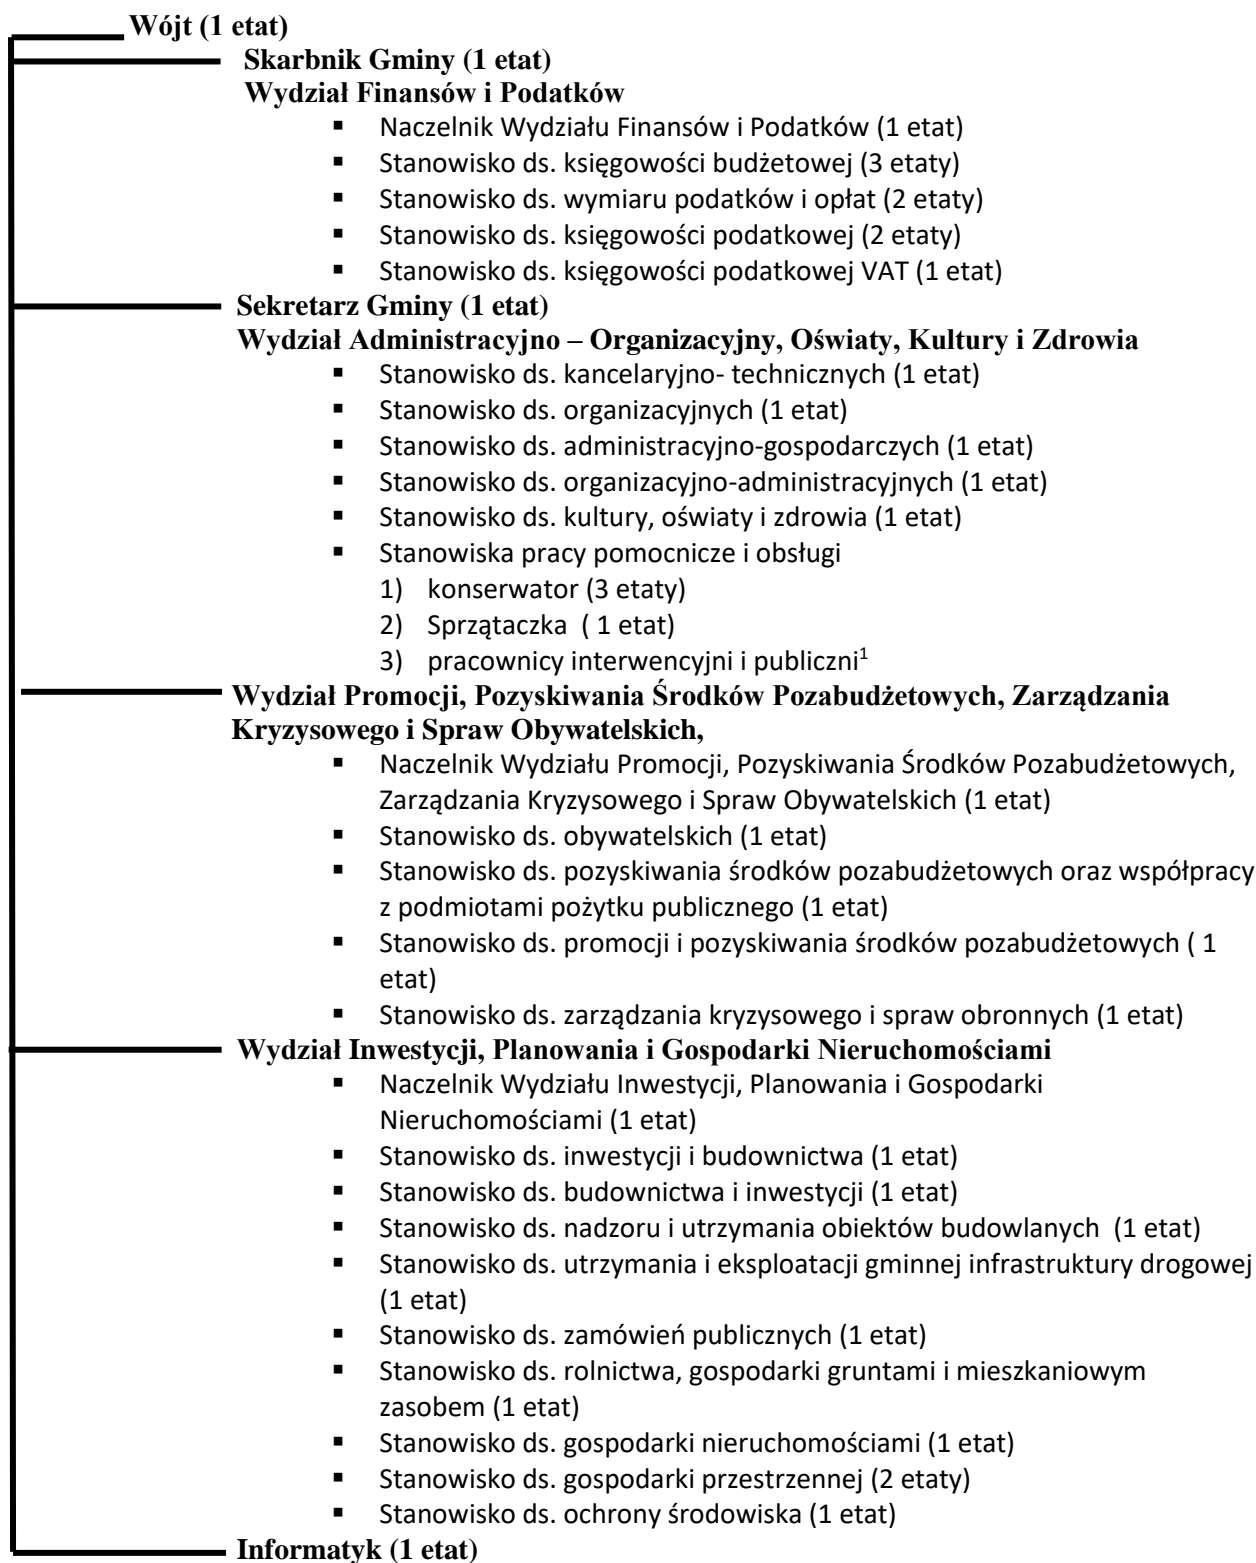 Wójt (1 etat)
Skarbnik Gminy (1 etat)
Wydział Finansów i Podatków
▪ Naczelnik Wydziału Finansów i Podatków (1 etat)
▪ Stanowisko ds. księgowości budżetowej (3 etaty)
▪ Stanowisko ds. wymiaru podatków i opłat (2 etaty)
▪ Stanowisko ds. księgowości podatkowej (2 etaty)
▪ Stanowisko ds. księgowości podatkowej VAT (1 etat)
Sekretarz Gminy (1 etat)
Wydział Administracyjno – Organizacyjny, Oświaty, Kultury i Zdrowia
▪ Stanowisko ds. kancelaryjno- technicznych (1 etat)
▪ Stanowisko ds. organizacyjnych (1 etat)
▪ Stanowisko ds. administracyjno-gospodarczych (1 etat)
▪ Stanowisko ds. organizacyjno-administracyjnych (1 etat)
▪ Stanowisko ds. kultury, oświaty i zdrowia (1 etat)
▪ Stanowiska pracy pomocnicze i obsługi
1) konserwator (3 etaty)
2) Sprzątaczka ( 1 etat)
3) pracownicy interwencyjni i publiczni¹
Wydział Promocji, Pozyskiwania Środków Pozabudżetowych, Zarządzania
Kryzysowego i Spraw Obywatelskich,
▪ Naczelnik Wydziału Promocji, Pozyskiwania Środków Pozabudżetowych,
Zarządzania Kryzysowego i Spraw Obywatelskich (1 etat)
▪ Stanowisko ds. obywatelskich (1 etat)
▪ Stanowisko ds. pozyskiwania środków pozabudżetowych oraz współpracy
z podmiotami pożytku publicznego (1 etat)
▪ Stanowisko ds. promocji i pozyskiwania środków pozabudżetowych ( 1
etat)
▪ Stanowisko ds. zarządzania kryzysowego i spraw obronnych (1 etat)
Wydział Inwestycji, Planowania i Gospodarki Nieruchomościami
▪ Naczelnik Wydziału Inwestycji, Planowania i Gospodarki
Nieruchomościami (1 etat)
▪ Stanowisko ds. inwestycji i budownictwa (1 etat)
▪ Stanowisko ds. budownictwa i inwestycji (1 etat)
▪ Stanowisko ds. nadzoru i utrzymania obiektów budowlanych (1 etat)
▪ Stanowisko ds. utrzymania i eksploatacji gminnej infrastruktury drogowej
(1 etat)
▪ Stanowisko ds. zamówień publicznych (1 etat)
▪ Stanowisko ds. rolnictwa, gospodarki gruntami i mieszkaniowym
zasobem (1 etat)
▪ Stanowisko ds. gospodarki nieruchomościami (1 etat)
▪ Stanowisko ds. gospodarki przestrzennej (2 etaty)
▪ Stanowisko ds. ochrony środowiska (1 etat)
Informatyk (1 etat)